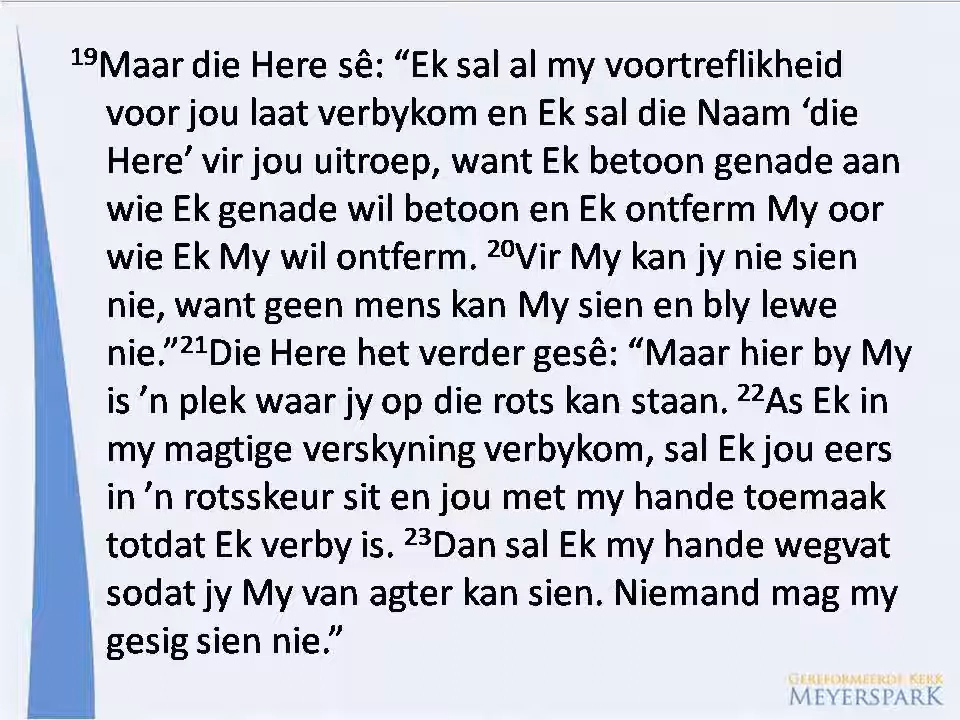 ¹⁹Maar die Here sê: “Ek sal al my voortreflikheid
voor jou laat verbykom en Ek sal die Naam ‘die
Here’ vir jou uitroep, want Ek betoon genade aan
wie Ek genade wil betoon en Ek ontferm My oor
wie Ek My wil ontferm. ²⁰Vir My kan jy nie sien
nie, want geen mens kan My sien en bly lewe
nie.”²¹Die Here het verder gesê: “Maar hier by My
is ’n plek waar jy op die rots kan staan. ²²As Ek in
my magtige verskyning verbykom, sal Ek jou eers
in ’n rotsskeur sit en jou met my hande toemaak
totdat Ek verby is. ²³Dan sal Ek my hande wegvat
sodat jy My van agter kan sien. Niemand mag my
gesig sien nie.”
GEREFORMEERDE KERK
MEYERSPARK